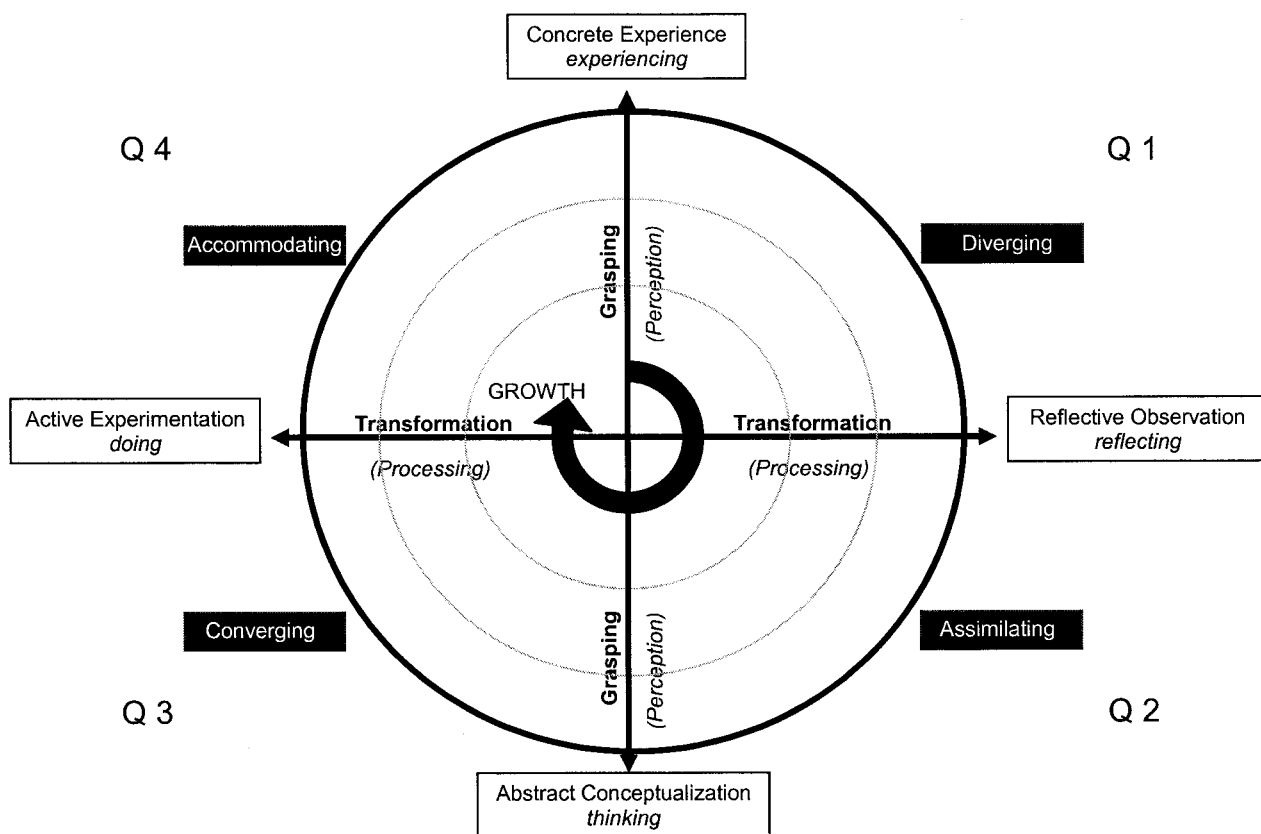 Concrete Experience
experiencing
Q 4
Q 1
Accommodating
Diverging
Grasping
(Perception)
GROWTH
Active Experimentation
doing
Transformation
(Processing)
Transformation
(Processing)
Reflective Observation
reflecting
Converging
Assimilating
Grasping
(Perception)
Q 3
Q 2
Abstract Conceptualization
thinking